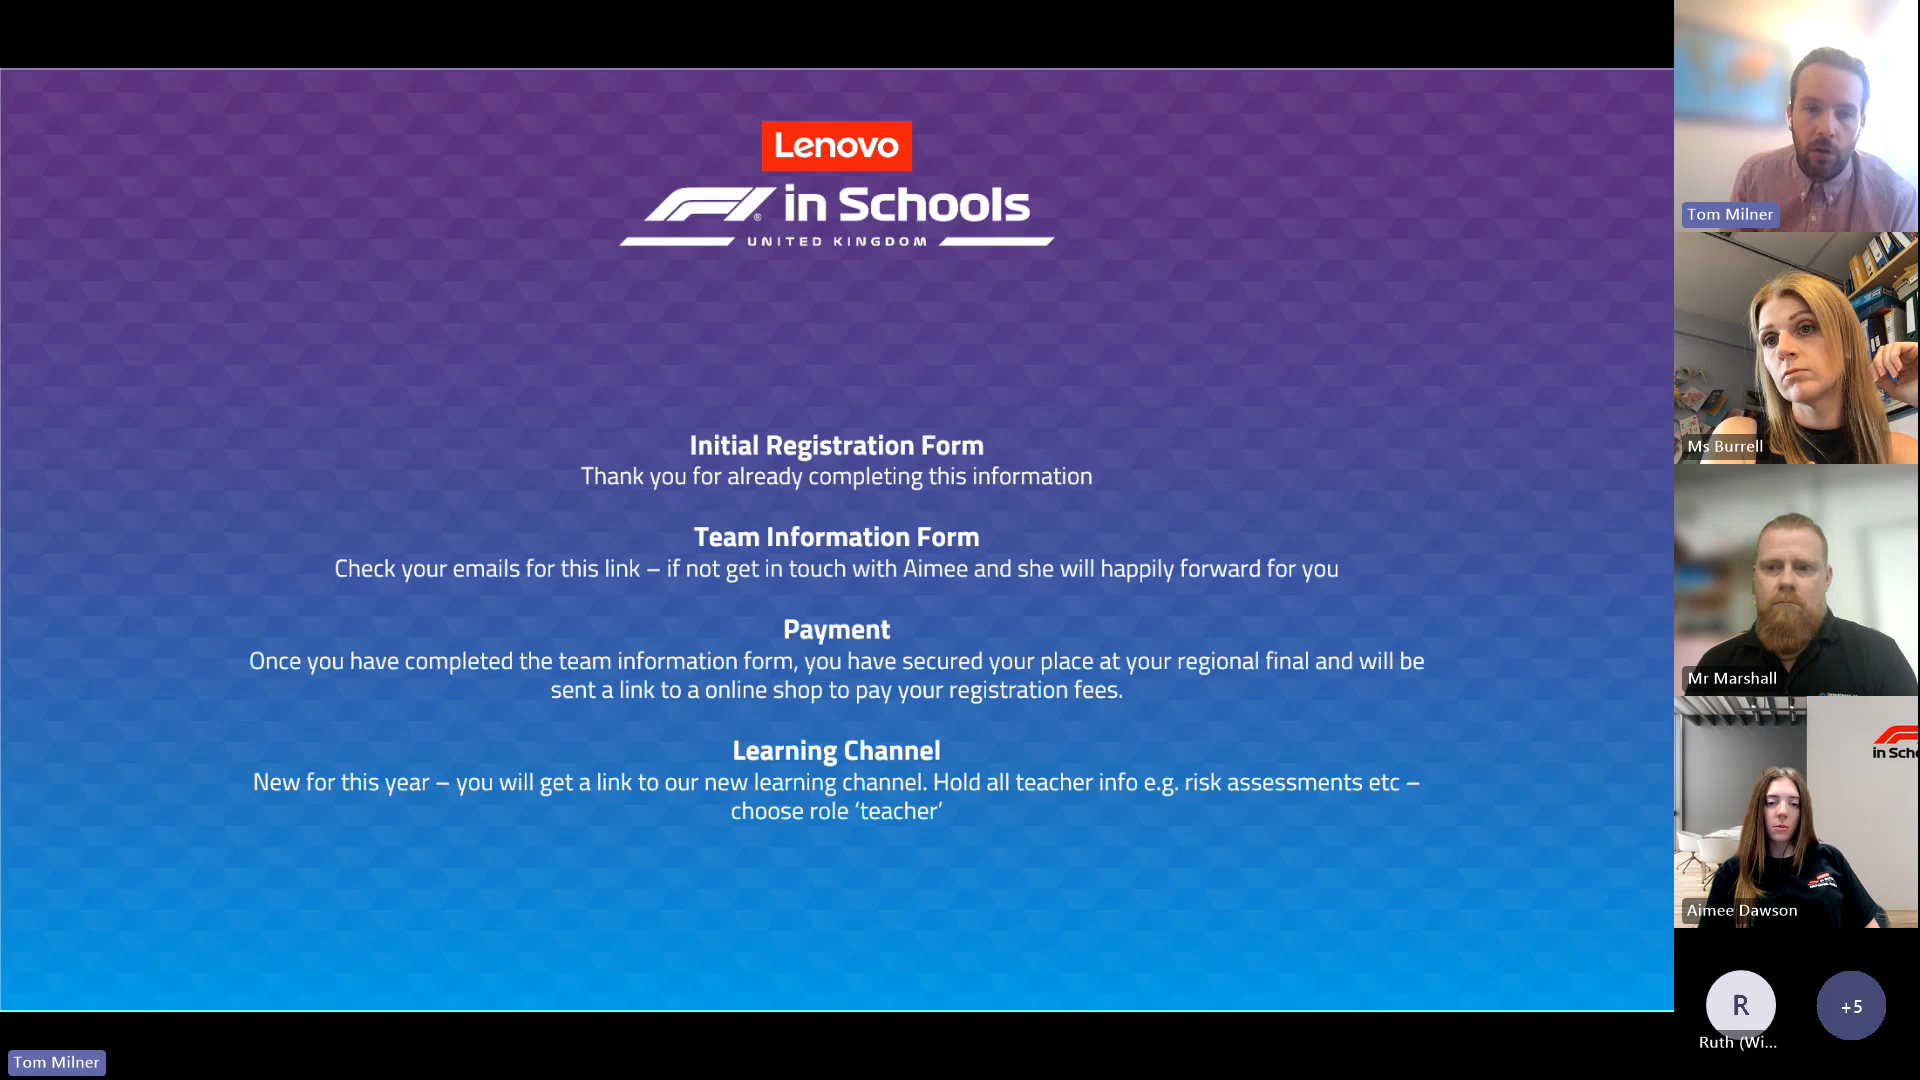 Lenovo
F1® in Schools
UNITED KINGDOM
Initial Registration Form
Thank you for already completing this information
Team Information Form
Check your emails for this link – if not get in touch with Aimee and she will happily forward for you
Payment
Once you have completed the team information form, you have secured your place at your regional final and will be
sent a link to a online shop to pay your registration fees.
Learning Channel
New for this year – you will get a link to our new learning channel. Hold all teacher info e.g. risk assessments etc –
choose role ‘teacher’
Tom Milner
Tom Milner
Ms Burrell
Mr Marshall
in Scho
Aimee Dawson
R
Ruth (Wi...
+5